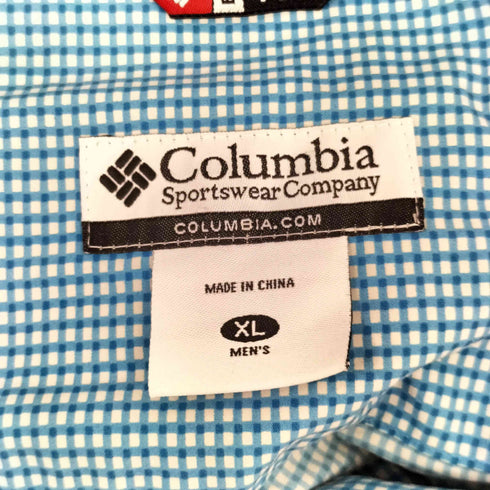 Columbia
Sportswear Company
COLUMBIA.COM
MADE IN CHINA
XL
MEN'S